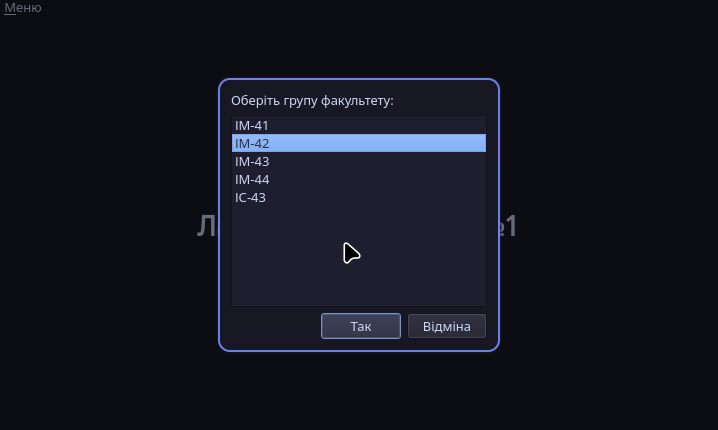 Меню
Оберіть групу факультету:
ІМ-41
ІМ-42
ІМ-43
ІМ-44
ІС-43
Так
Відміна